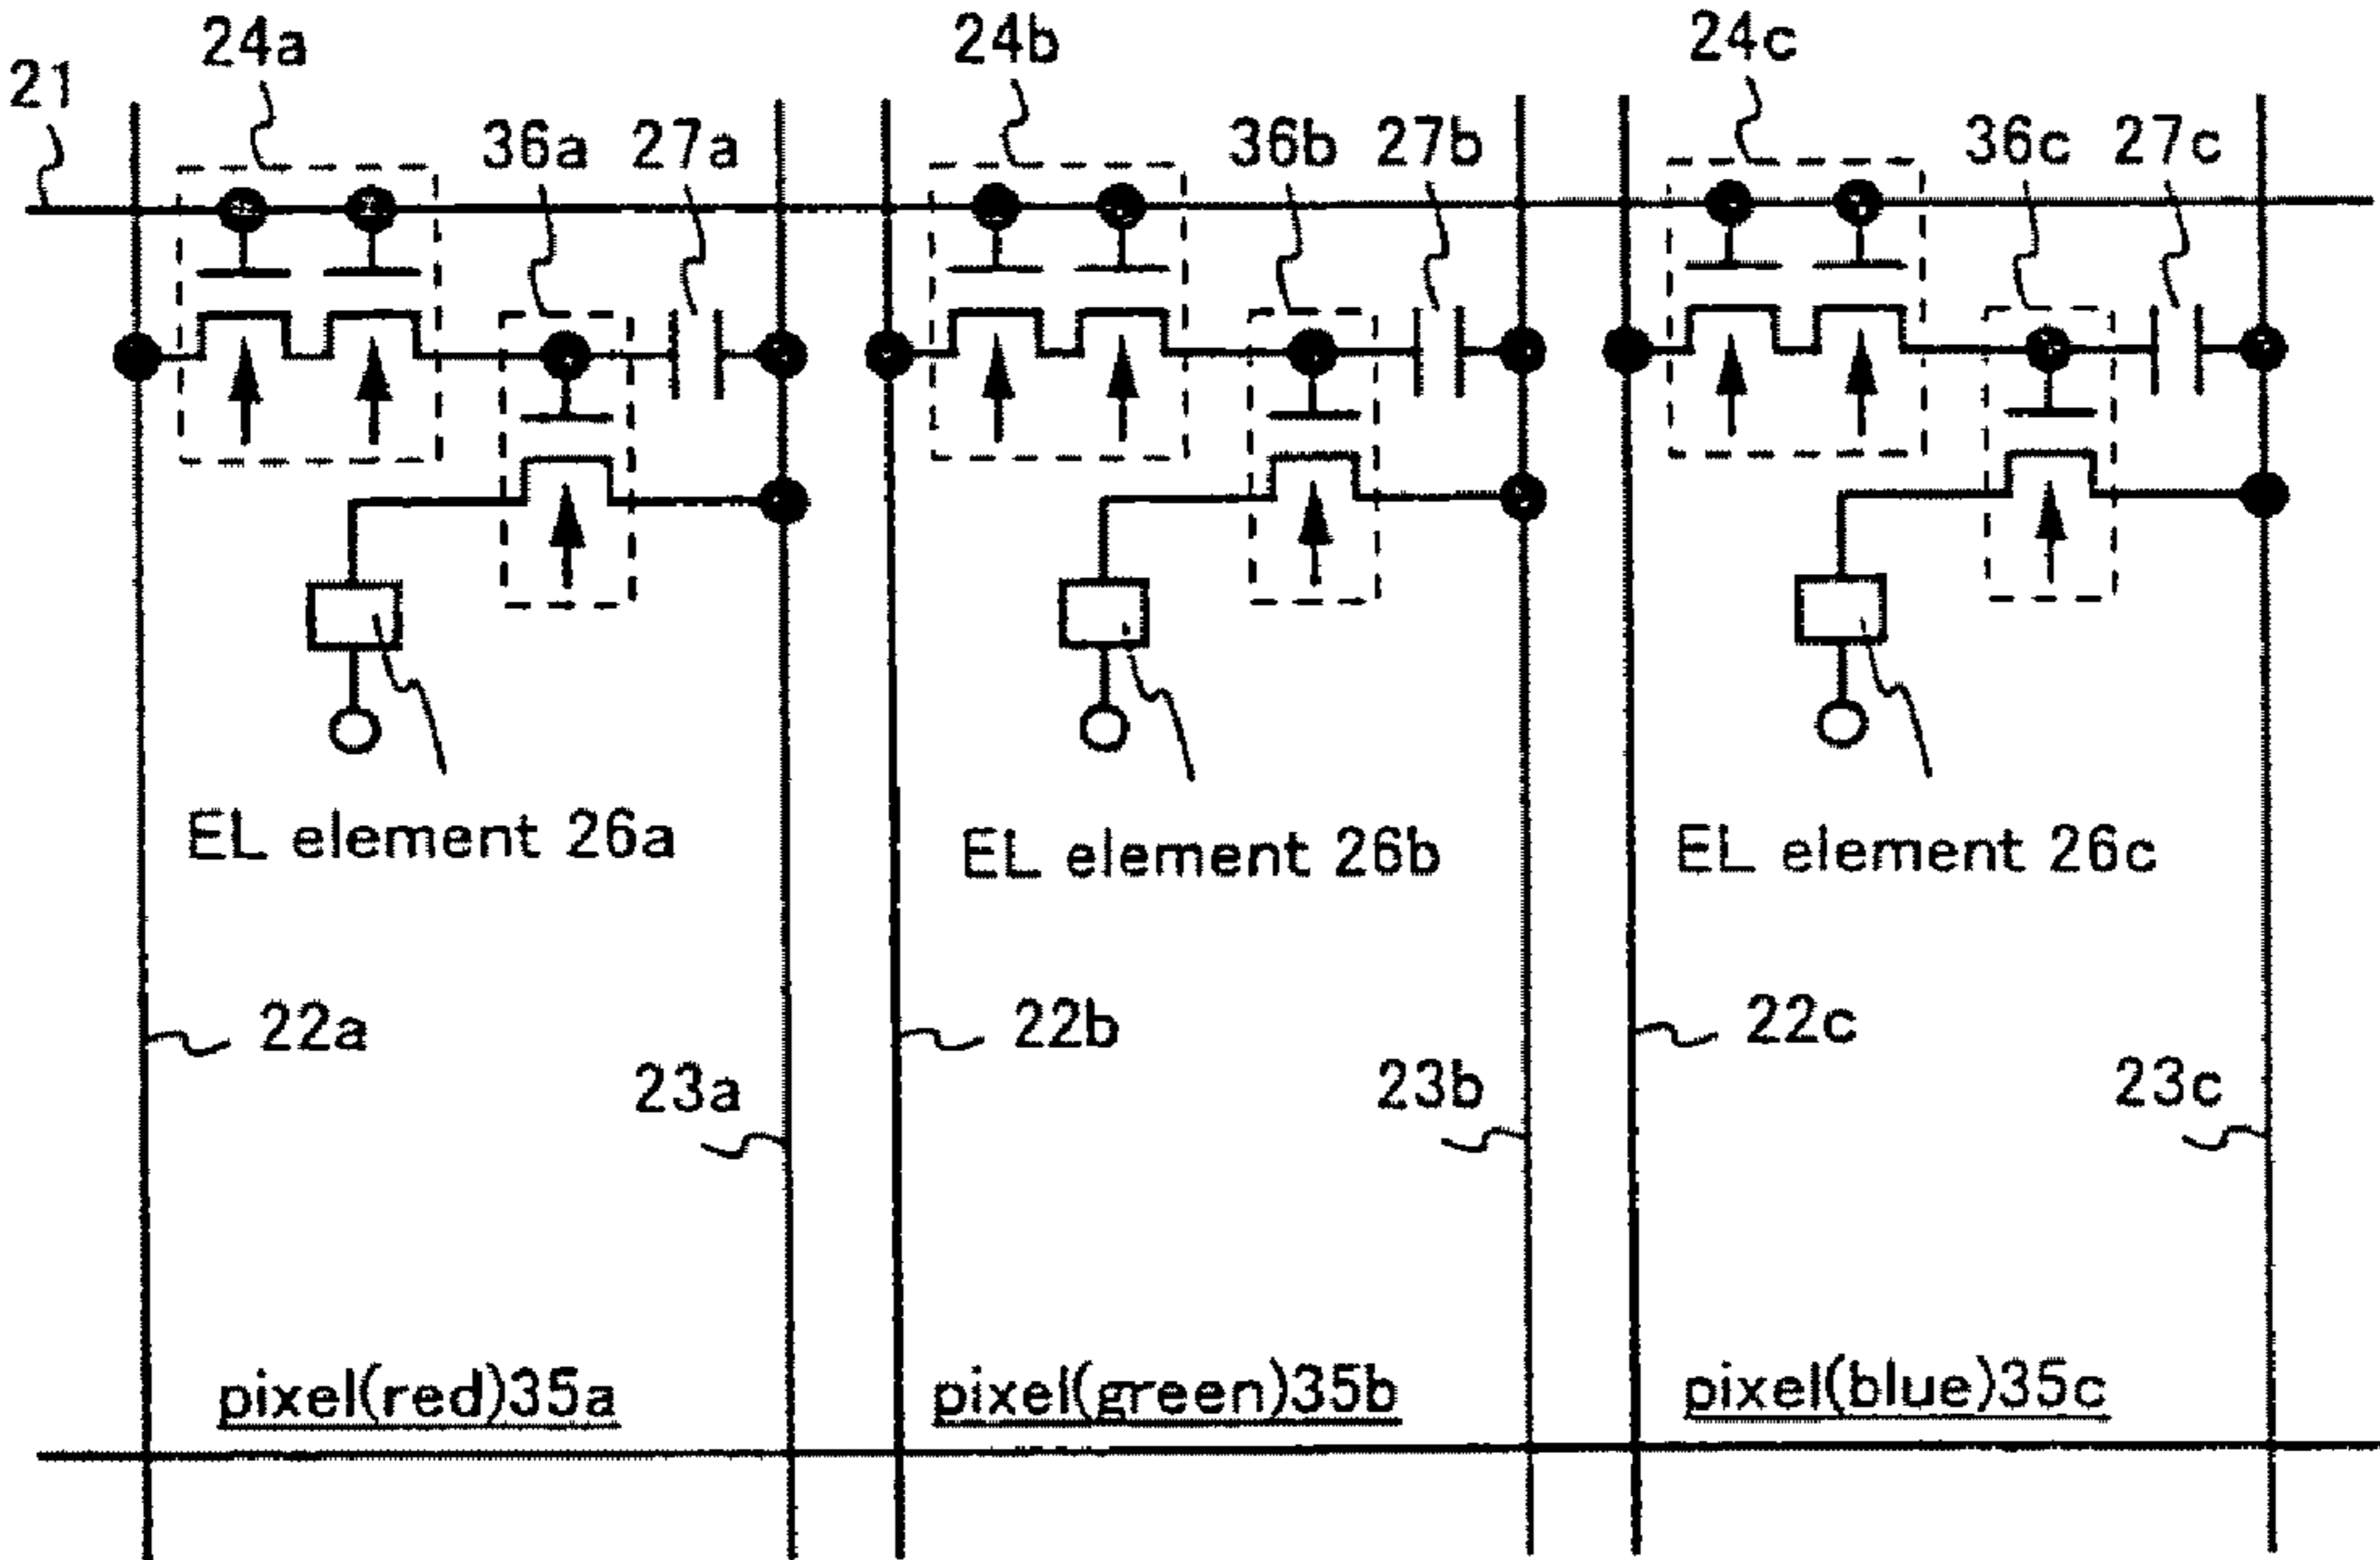 21
24a
24b
24c
36a
27a
36b
27b
36c
27c
EL element 26a
EL element 26b
EL element 26c
22a
22b
22c
23a
23b
23c
pixel(red)35a
pixel(green)35b
pixel(blue)35c